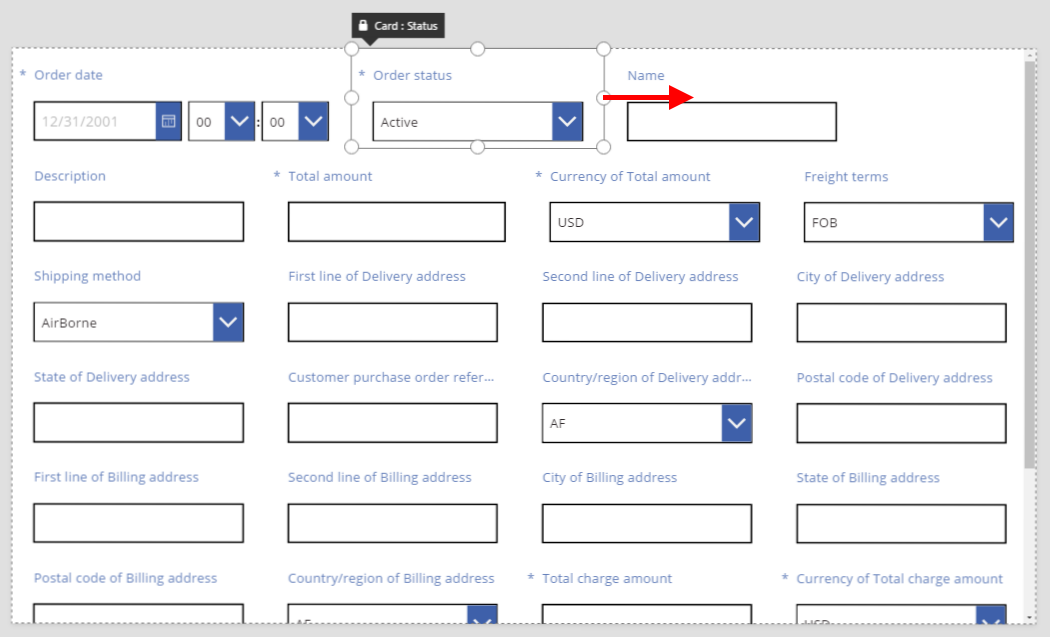 Card : Status
* Order date
* Order status
Name
12/31/2001
00
:
00
Active
Description
* Total amount
* Currency of Total amount
Freight terms
USD
FOB
Shipping method
First line of Delivery address
Second line of Delivery address
City of Delivery address
AirBorne
State of Delivery address
Customer purchase order refer...
Country/region of Delivery addr...
Postal code of Delivery address
AF
First line of Billing address
Second line of Billing address
City of Billing address
State of Billing address
Postal code of Billing address
Country/region of Billing address
* Total charge amount
* Currency of Total charge amount
AF
USD